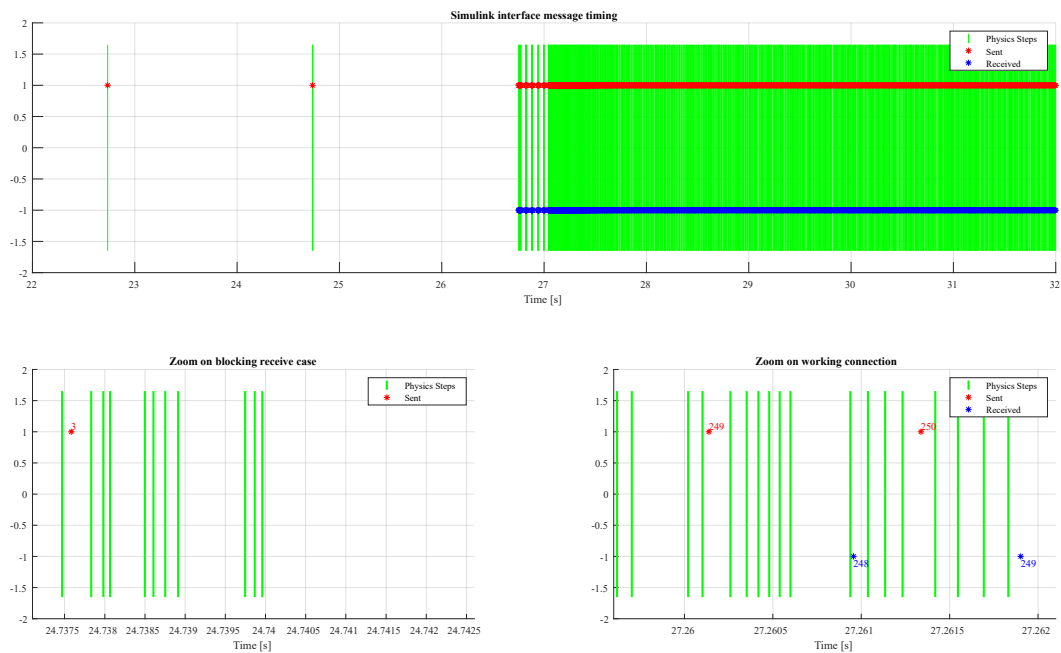 Simulink interface message timing
2
1.5
1
0.5
0
-0.5
-1
-1.5
-2
Physics Steps
Sent
Received
22 23 24 25 26 27 28 29 30 31 32
Time [s]
Zoom on blocking receive case
2
1.5
1
0.5
0
-0.5
-1
-1.5
-2
Physics Steps
Sent
3
24.7375 24.738 24.7385 24.739 24.7395 24.74 24.7405 24.741 24.7415 24.742 24.7425
Time [s]
Zoom on working connection
2
1.5
1
0.5
0
-0.5
-1
-1.5
-2
Physics Steps
Sent
Received
249
250
248
249
27.26 27.2605 27.261 27.2615 27.262
Time [s]